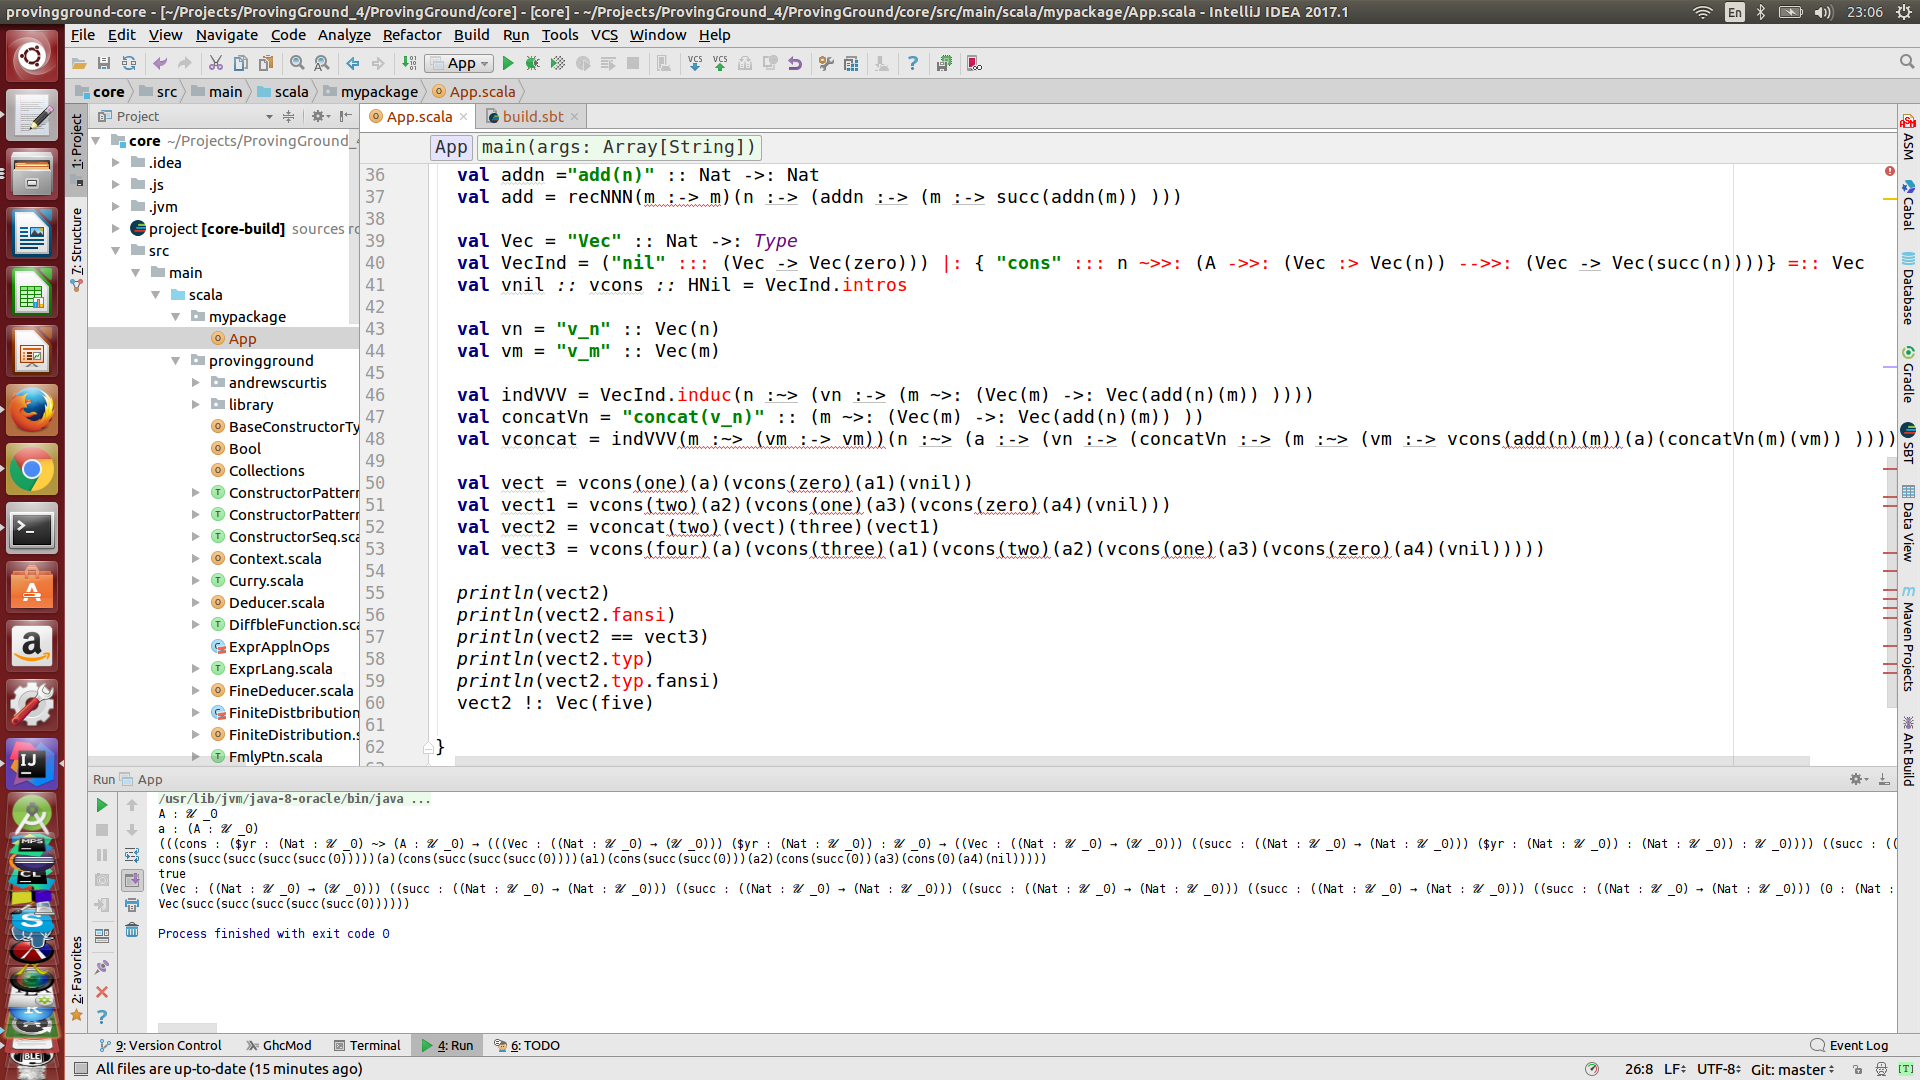 provingground-core - [~/Projects/ProvingGround_4/ProvingGround/core] - [core] - ~/Projects/ProvingGround_4/ProvingGround/core/src/main/scala/mypackage/App.scala - IntelliJ IDEA 2017.1
En 23:06
File Edit View Navigate Code Analyze Refactor Build Run Tools VCS Window Help
App
core src main scala mypackage App.scala
Project
App.scala build.sbt
App main(args: Array[String])
core ~/Projects/ProvingGround_4
.idea
.js
.jvm
project [core-build] sources ro
src
main
scala
mypackage
App
provingground
andrewscurtis
library
BaseConstructorTy
Bool
Collections
ConstructorPatter
ConstructorPatter
ConstructorSeq.sca
Context.scala
Curry.scala
Deducer.scala
DiffbleFunction.sca
ExprApplnOps
ExprLang.scala
FineDeducer.scala
FiniteDistbribution
FiniteDistribution.s
FmlyPtn.scala
36 val addn ="add(n)" :: Nat ->: Nat
37 val add = recNNN(m :-> m)(n :-> (addn :-> (m :-> succ(addn(m)) )))
38
39 val Vec = "Vec" :: Nat ->: Type
40 val VecInd = ("nil" ::: (Vec -> Vec(zero))) |: { "cons" ::: n ~>>: (A ->>: (Vec :> Vec(n)) -->>: (Vec -> Vec(succ(n))))} =:: Vec
41 val vnil :: vcons :: HNil = VecInd.intros
42
43 val vn = "v_n" :: Vec(n)
44 val vm = "v_m" :: Vec(m)
45
46 val indVVV = VecInd.induc(n :~> (vn :-> (m ~>: (Vec(m) ->: Vec(add(n)(m)) ))))
47 val concatVn = "concat(v_n)" :: (m ~>: (Vec(m) ->: Vec(add(n)(m)) ))
48 val vconcat = indVVV(m :~> (vm :-> vm))(n :~> (a :-> (vn :-> (concatVn :-> (m :~> (vm :-> vcons(add(n)(m))(a)(concatVn(m)(vm)) ))))
49
50 val vect = vcons(one)(a)(vcons(zero)(a1)(vnil))
51 val vect1 = vcons(two)(a2)(vcons(one)(a3)(vcons(zero)(a4)(vnil)))
52 val vect2 = vconcat(two)(vect)(three)(vect1)
53 val vect3 = vcons(four)(a)(vcons(three)(a1)(vcons(two)(a2)(vcons(one)(a3)(vcons(zero)(a4)(vnil)))))
54
55 println(vect2)
56 println(vect2.fansi)
57 println(vect2 == vect3)
58 println(vect2.typ)
59 println(vect2.typ.fansi)
60 vect2 !: Vec(five)
61
62 }
1: Project
7: Structure
2: Favorites
ASM
Cabal
Database
Gradle
SBT
Data View
Maven Projects
Ant Build
Run App
/usr/lib/jvm/java-8-oracle/bin/java ...
A : 𝒰 _0
a : (A : 𝒰 _0)
(((cons : ($yr : (Nat : 𝒰 _0) ~> (A : 𝒰 _0) → (((Vec : ((Nat : 𝒰 _0) → (𝒰 _0))) ($yr : (Nat : 𝒰 _0)) : 𝒰 _0) → ((Vec : ((Nat : 𝒰 _0) → (𝒰 _0))) ((succ : ((Nat : 𝒰 _0) → (Nat : 𝒰 _0))) ($yr : (Nat : 𝒰 _0)) : (Nat : 𝒰 _0)) : 𝒰 _0)))) ((succ : ((
cons(succ(succ(succ(succ(0)))))(a)(cons(succ(succ(succ(0))))(a1)(cons(succ(succ(0)))(a2)(cons(succ(0))(a3)(cons(0)(a4)(nil)))))
true
(Vec : ((Nat : 𝒰 _0) → (𝒰 _0))) ((succ : ((Nat : 𝒰 _0) → (Nat : 𝒰 _0))) ((succ : ((Nat : 𝒰 _0) → (Nat : 𝒰 _0))) ((succ : ((Nat : 𝒰 _0) → (Nat : 𝒰 _0))) ((succ : ((Nat : 𝒰 _0) → (Nat : 𝒰 _0))) ((succ : ((Nat : 𝒰 _0) → (Nat : 𝒰 _0))) (0 : (Nat :
Vec(succ(succ(succ(succ(succ(0))))))
Process finished with exit code 0
9: Version Control GhcMod Terminal 4: Run 6: TODO Event Log
All files are up-to-date (15 minutes ago) 26:8 LF UTF-8 Git: master